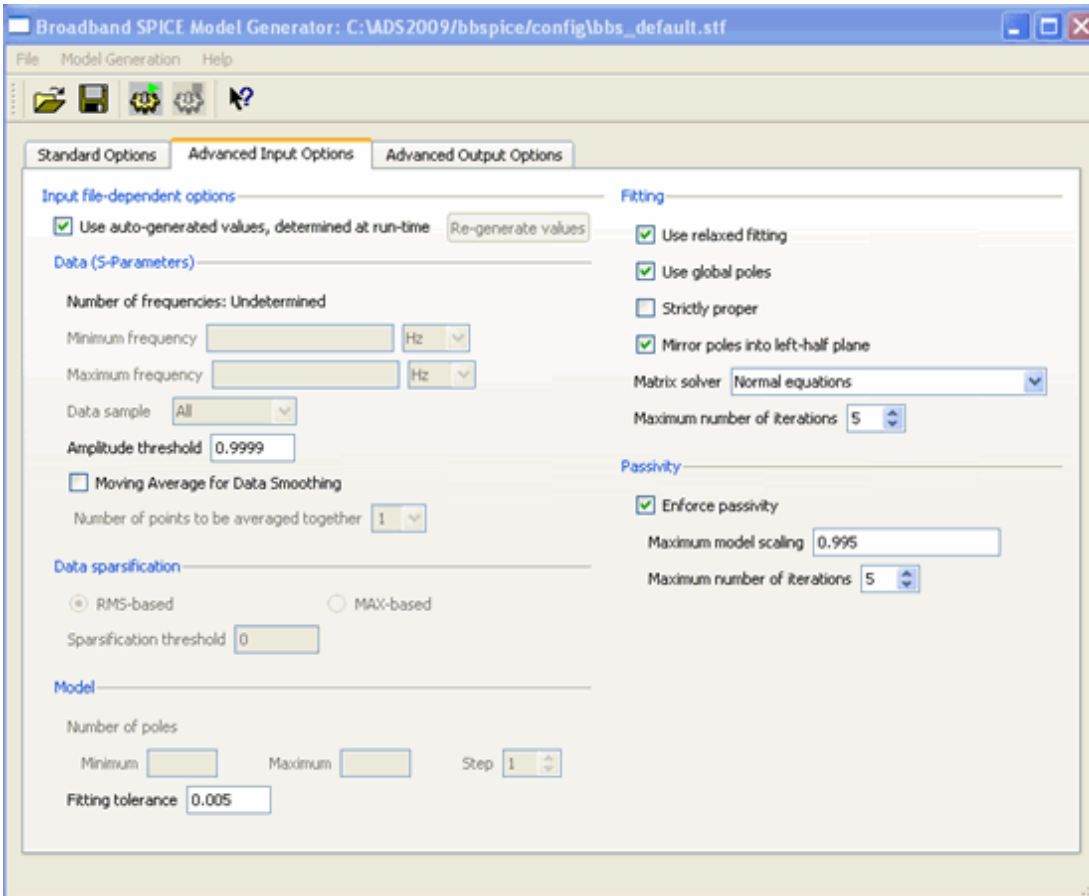 Broadband SPICE Model Generator: C:\ADS2009/bbspice/config\bbs_default.stf
File Model Generation Help
Standard Options Advanced Input Options Advanced Output Options
Input file-dependent options
Use auto-generated values, determined at run-time Re-generate values
Data (S-Parameters)
Number of frequencies: Undetermined
Minimum frequency Hz
Maximum frequency Hz
Data sample All
Amplitude threshold 0.9999
Moving Average for Data Smoothing
Number of points to be averaged together 1
Data sparsification
RMS-based MAX-based
Sparsification threshold 0
Model
Number of poles
Minimum Maximum Step 1
Fitting tolerance 0.005
Fitting
Use relaxed fitting
Use global poles
Strictly proper
Mirror poles into left-half plane
Matrix solver Normal equations
Maximum number of iterations 5
Passivity
Enforce passivity
Maximum model scaling 0.995
Maximum number of iterations 5